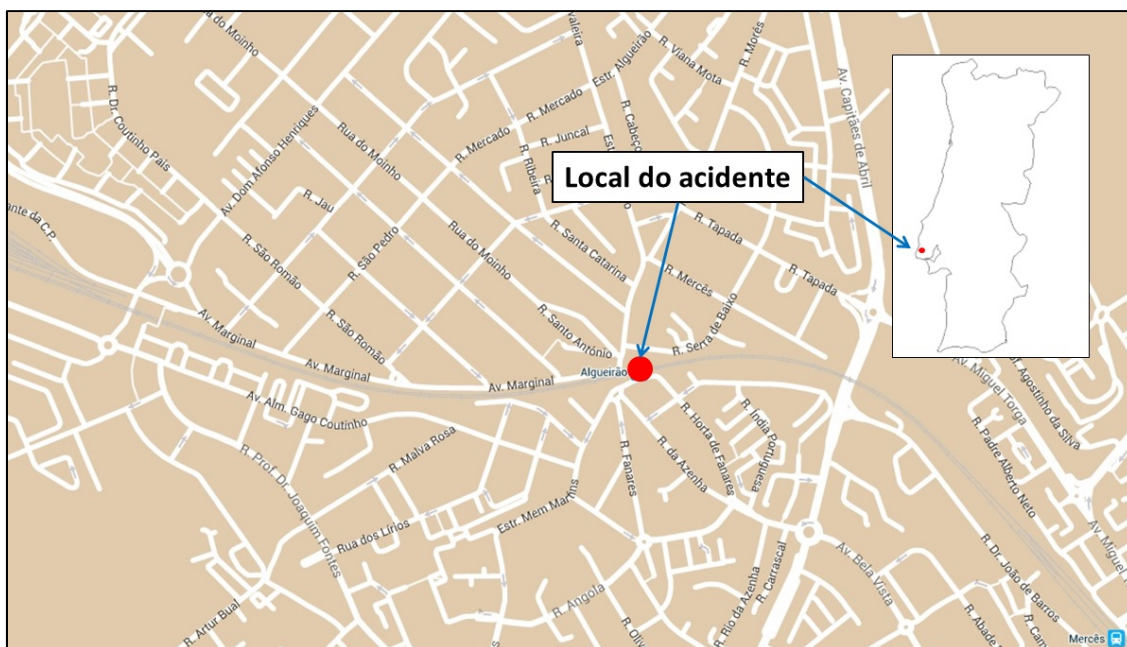 Rua do Moinho
R. Dr. Coutinho Pais
Av. Dom Afonso Henriques
Rua do Moinho
R. Mercado
R. Mercado
Estr. Algueirão
R. Viana Mota
R. Morés
Av. Capitães de Abril
R. Juncal
R. Ribeira
Local do acidente
R. Jau
R. São Pedro
Rua do Moinho
R. Santa Catarina
R. Tapada
R. Tapada
R. Mercês
ante da C.P.
R. São Romão
R. São Romão
R. Santo António
R. Serra de Baixo
Av. Marginal
Av. Marginal
Av. Marginal
Algueirão
Av. Alm. Gago Coutinho
R. Malva Rosa
R. Prof. Dr. Joaquim Fontes
Rua dos Lírios
Estr. Mem Martins
R. Fanares
R. da Azenha
R. Horta de Fanares
R. Índia Portuguesa
Av. Miguel Torga
Agostinho da Silva
R. Padre Alberto Neto
Av. Miguel
R. Artur Bual
R. Angola
R. Rio da Azenha
R. Carrascal
Av. Bela Vista
R. Dr. João de Barros
R. Abade
Mercês